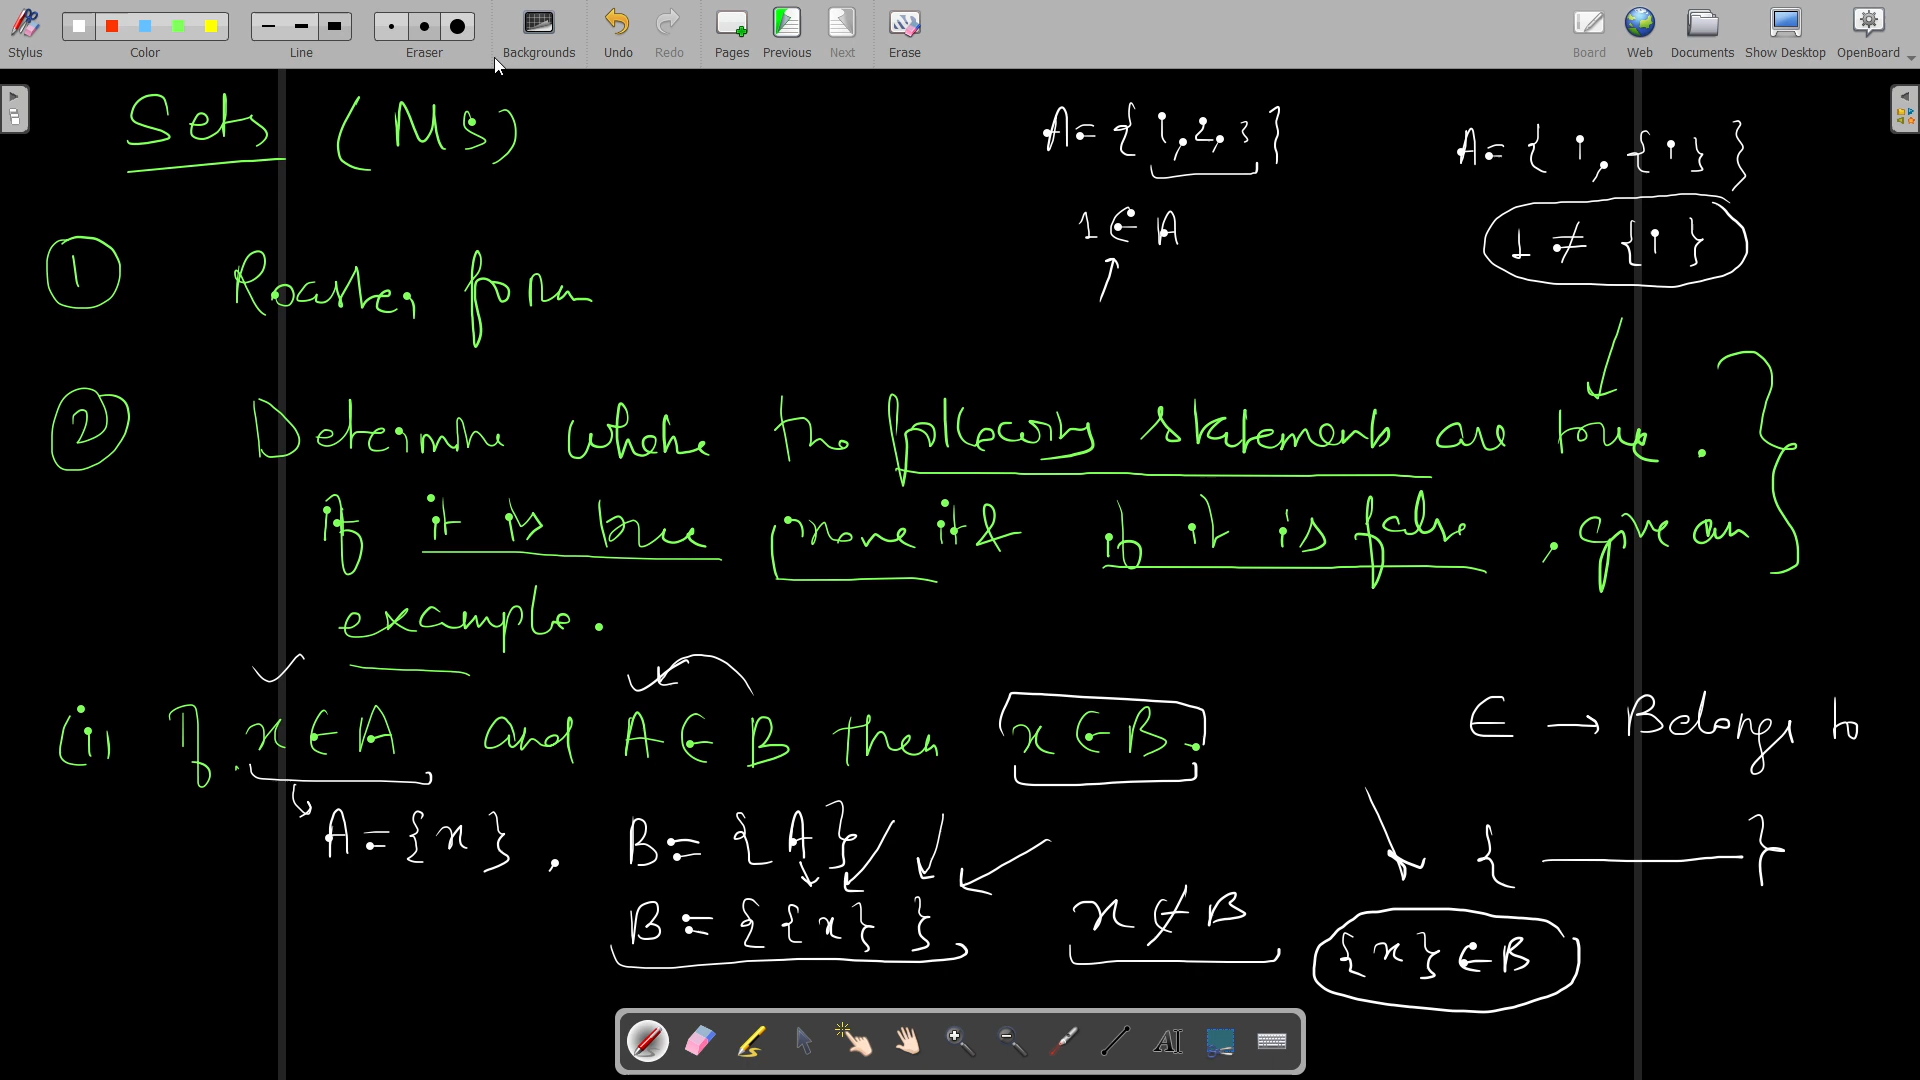 Stylus Color Line Eraser Backgrounds Undo Redo Pages Previous Next Erase Board Web Documents Show Desktop OpenBoard
Sets (MS)
A = { 1, 2, 3 }
1 ∈ A
A = { 1, {1} }
1 ≠ {1}
① Roaster form
② Determine whethe the following statements are true.
if it is true prove it & if it is false, give an
example.
(i) If x ∈ A and A ∈ B then x ∈ B.
∈ → Belongs to
A = {x}, B = {A}
{ }
B = {{x}} x ∉ B {x} ∈ B